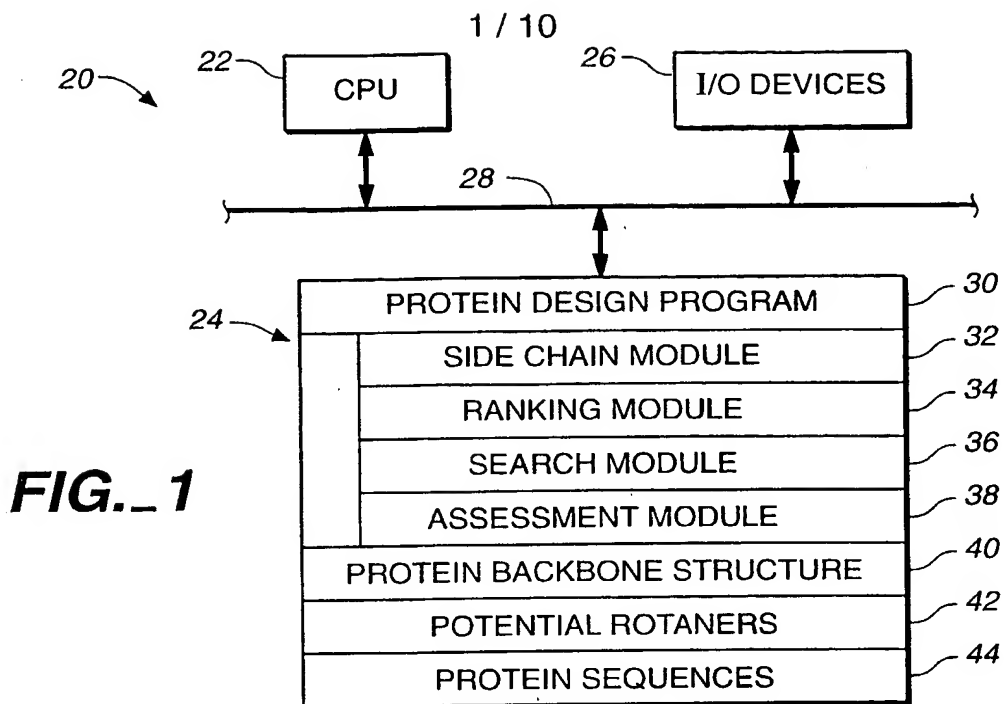 1 / 10
20
22
CPU
26
I/O DEVICES
28
24
PROTEIN DESIGN PROGRAM
30
SIDE CHAIN MODULE
32
RANKING MODULE
34
SEARCH MODULE
36
ASSESSMENT MODULE
38
PROTEIN BACKBONE STRUCTURE
40
POTENTIAL ROTANERS
42
PROTEIN SEQUENCES
44
FIG._1